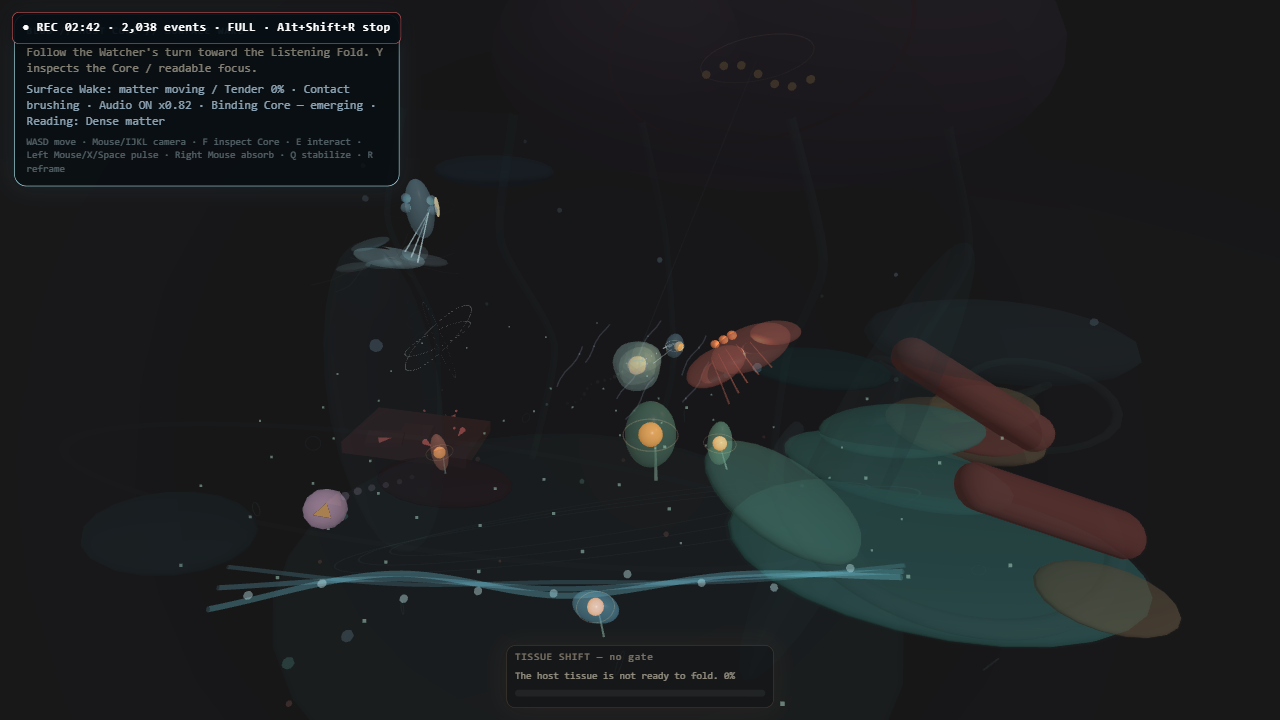 ● REC 02:42 · 2,038 events · FULL · Alt+Shift+R stop
Follow the Watcher's turn toward the Listening Fold. Y
inspects the Core / readable focus.
Surface Wake: matter moving / Tender 0% · Contact
brushing · Audio ON x0.82 · Binding Core — emerging ·
Reading: Dense matter
WASD move · Mouse/IJKL camera · F inspect Core · E interact ·
Left Mouse/X/Space pulse · Right Mouse absorb · Q stabilize · R
reframe
TISSUE SHIFT — no gate
The host tissue is not ready to fold. 0%